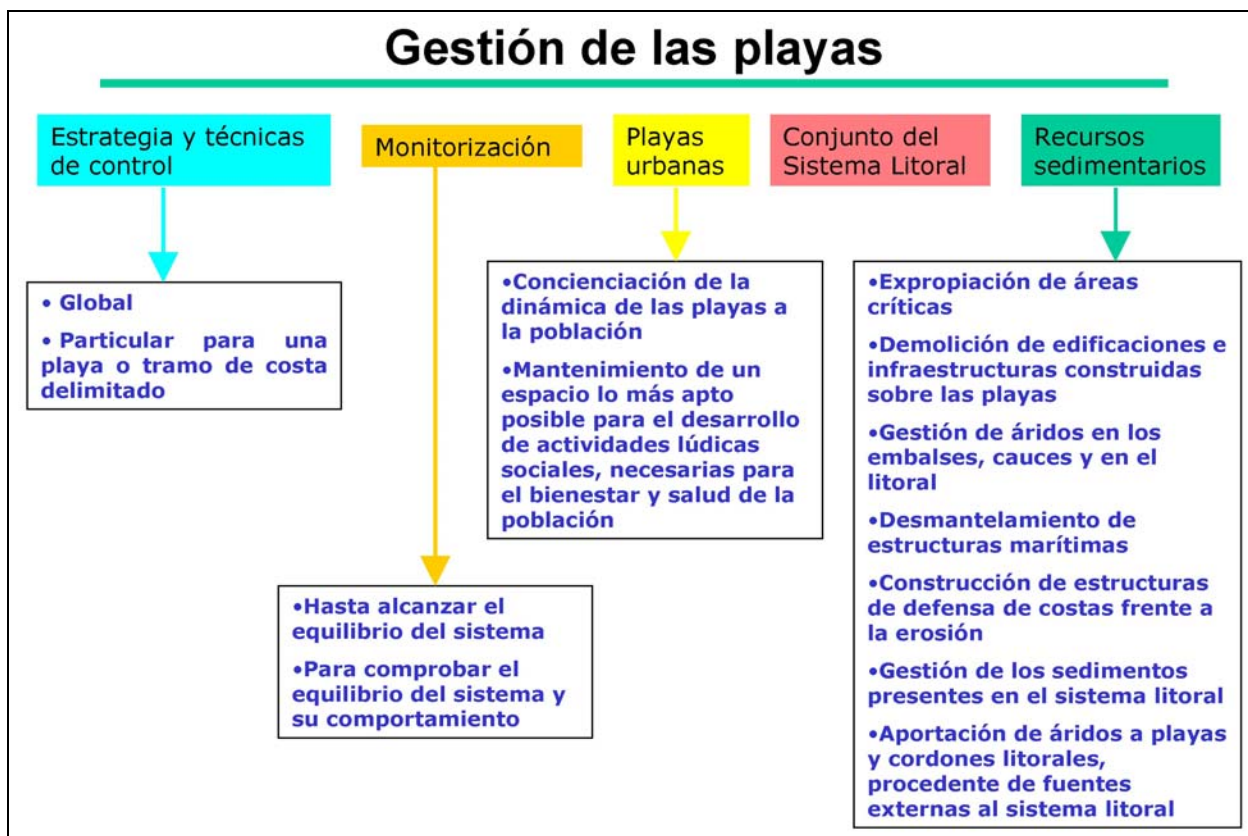 Gestión de las playas
Estrategia y técnicas
de control
Monitorización
Playas
urbanas
Conjunto del
Sistema Litoral
Recursos
sedimentarios
• Global
• Particular para una
playa o tramo de costa
delimitado
•Hasta alcanzar el
equilibrio del sistema
•Para comprobar el
equilibrio del sistema y
su comportamiento
•Concienciación de la
dinámica de las playas a
la población
•Mantenimiento de un
espacio lo más apto
posible para el desarrollo
de actividades lúdicas
sociales, necesarias para
el bienestar y salud de la
población
•Expropiación de áreas
críticas
•Demolición de edificaciones e
infraestructuras construidas
sobre las playas
•Gestión de áridos en los
embalses, cauces y en el
litoral
•Desmantelamiento de
estructuras marítimas
•Construcción de estructuras
de defensa de costas frente a
la erosión
•Gestión de los sedimentos
presentes en el sistema litoral
•Aportación de áridos a playas
y cordones litorales,
procedente de fuentes
externas al sistema litoral